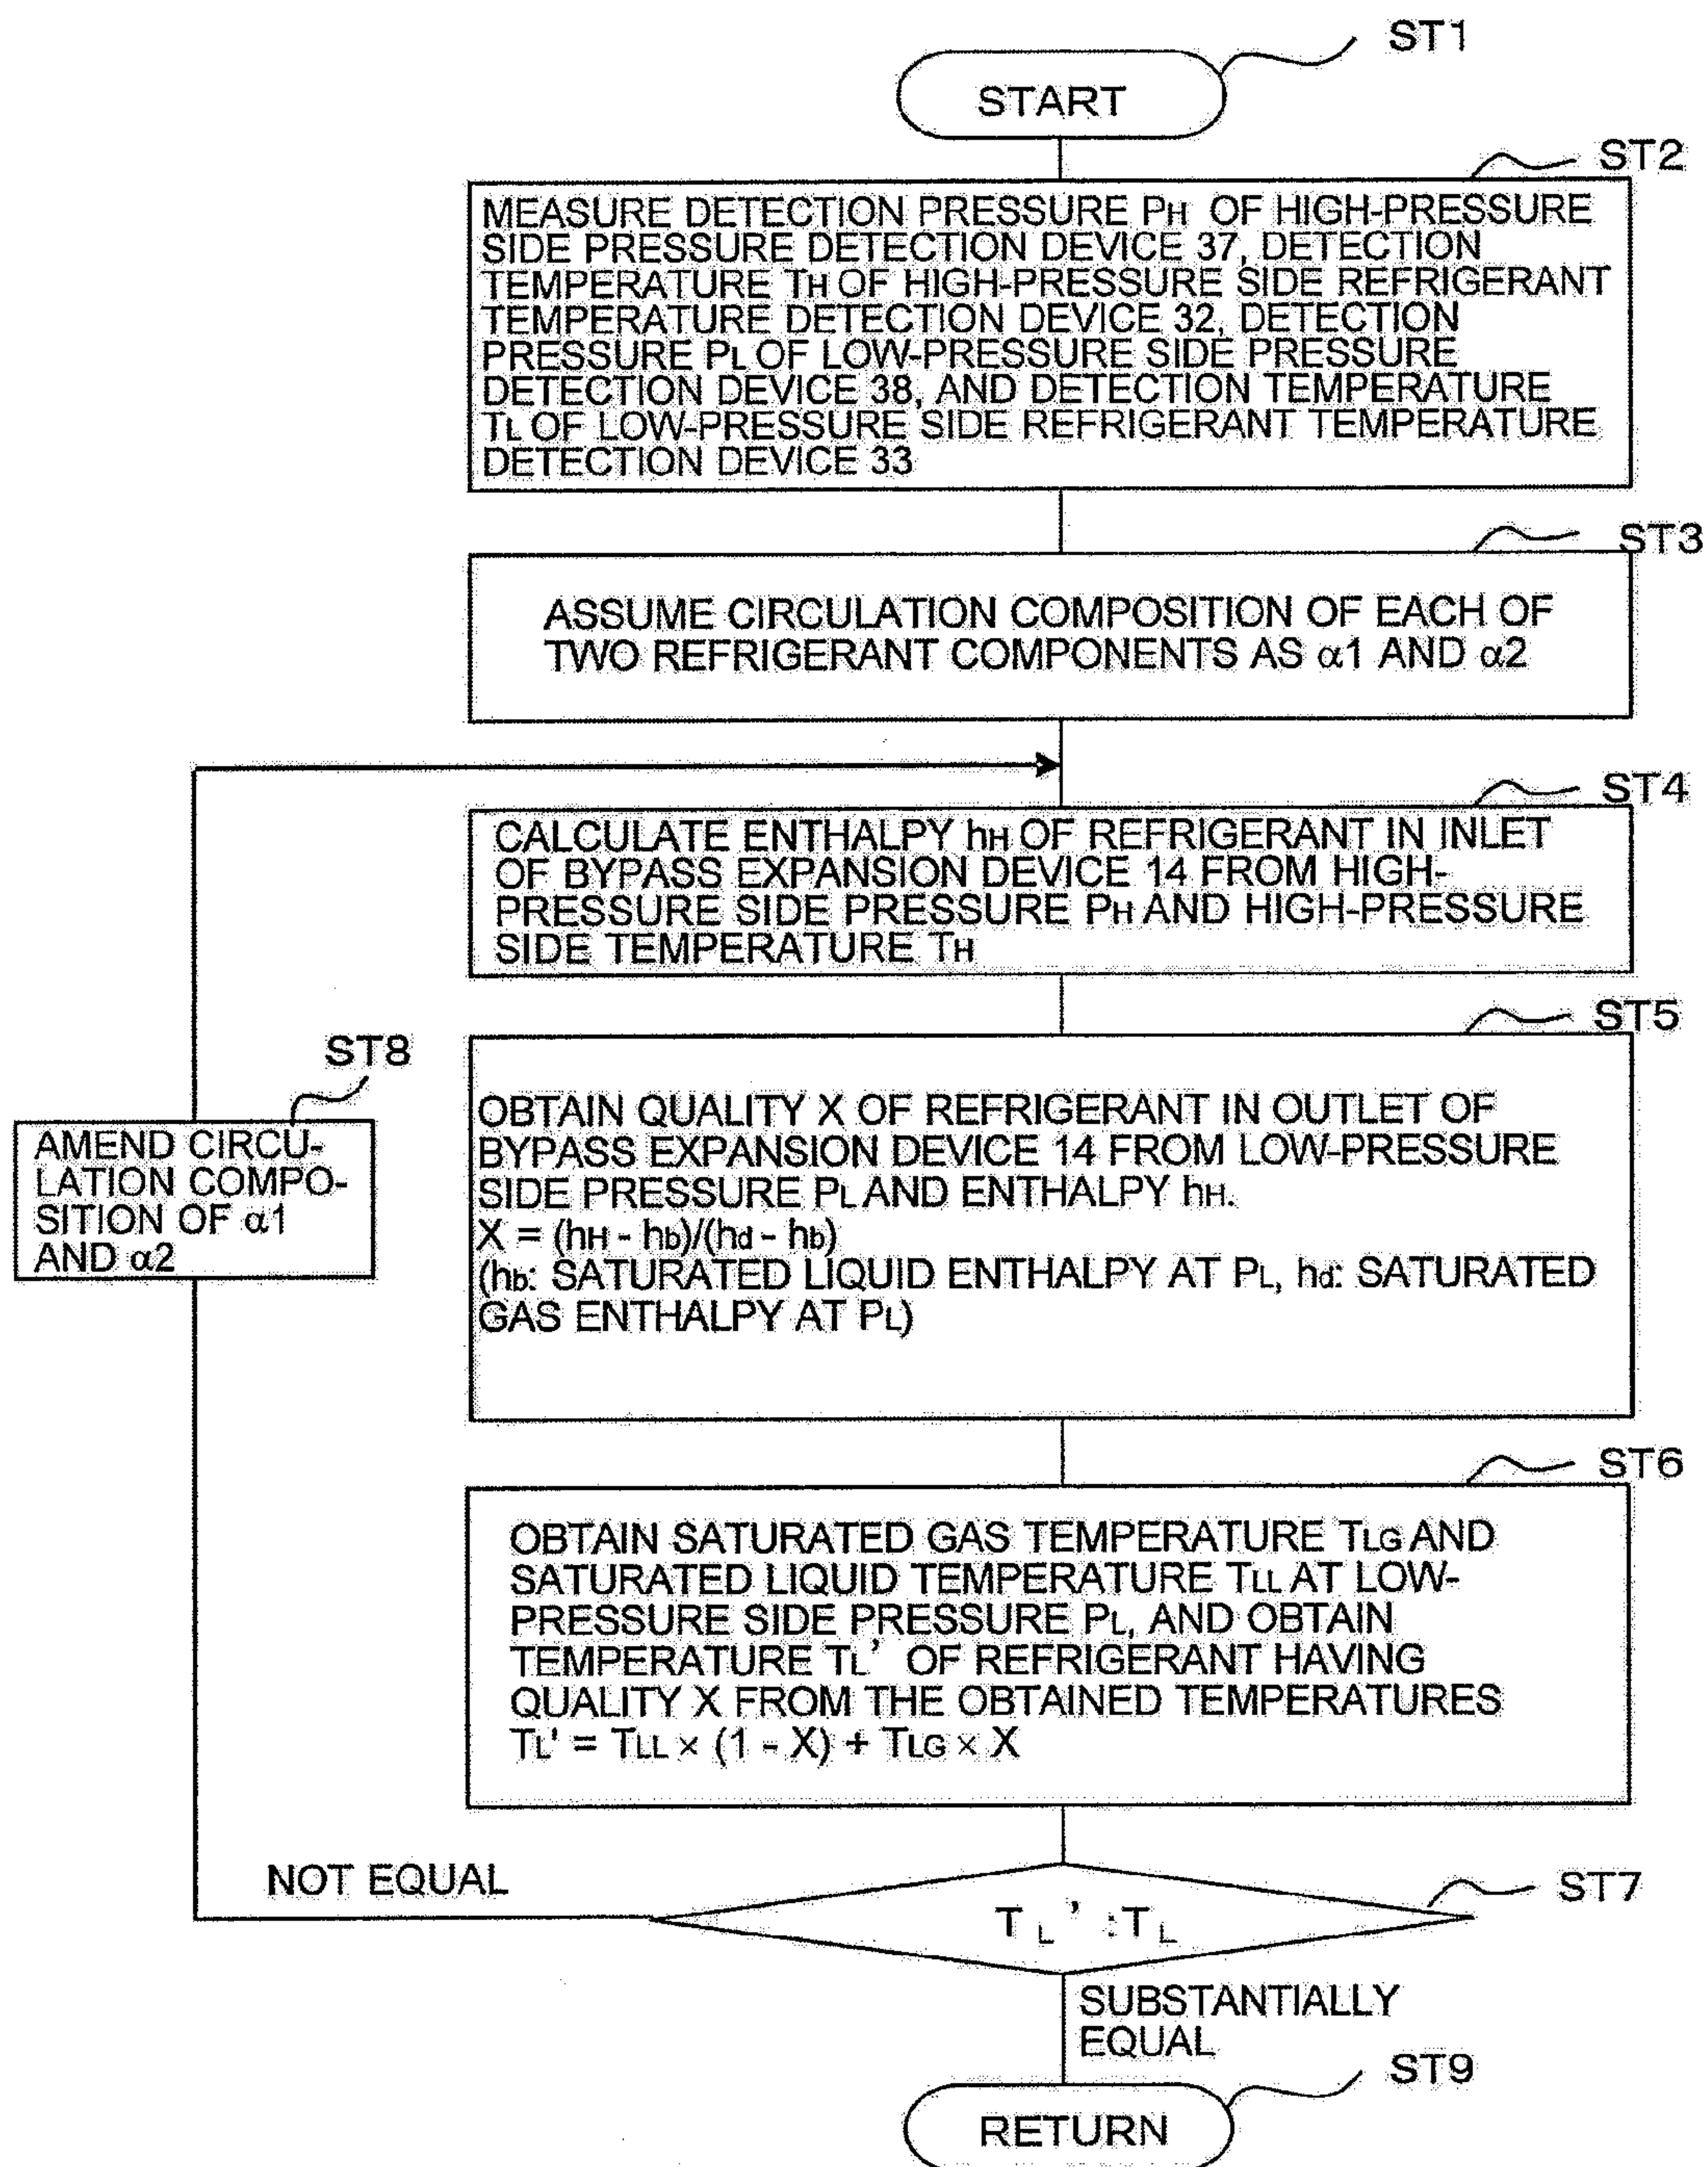 ST1
START
ST2
MEASURE DETECTION PRESSURE PH OF HIGH-PRESSURE
SIDE PRESSURE DETECTION DEVICE 37, DETECTION
TEMPERATURE TH OF HIGH-PRESSURE SIDE REFRIGERANT
TEMPERATURE DETECTION DEVICE 32, DETECTION
PRESSURE PL OF LOW-PRESSURE SIDE PRESSURE
DETECTION DEVICE 38, AND DETECTION TEMPERATURE
TL OF LOW-PRESSURE SIDE REFRIGERANT TEMPERATURE
DETECTION DEVICE 33
ST3
ASSUME CIRCULATION COMPOSITION OF EACH OF
TWO REFRIGERANT COMPONENTS AS α1 AND α2
ST4
CALCULATE ENTHALPY hH OF REFRIGERANT IN INLET
OF BYPASS EXPANSION DEVICE 14 FROM HIGH-
PRESSURE SIDE PRESSURE PH AND HIGH-PRESSURE
SIDE TEMPERATURE TH
ST5
OBTAIN QUALITY X OF REFRIGERANT IN OUTLET OF
BYPASS EXPANSION DEVICE 14 FROM LOW-PRESSURE
SIDE PRESSURE PL AND ENTHALPY hH.
X = (hH - hb)/(hd - hb)
(hb: SATURATED LIQUID ENTHALPY AT PL, hd: SATURATED
GAS ENTHALPY AT PL)
ST8
AMEND CIRCU-
LATION COMPO-
SITION OF α1
AND α2
ST6
OBTAIN SATURATED GAS TEMPERATURE TLG AND
SATURATED LIQUID TEMPERATURE TLL AT LOW-
PRESSURE SIDE PRESSURE PL, AND OBTAIN
TEMPERATURE TL' OF REFRIGERANT HAVING
QUALITY X FROM THE OBTAINED TEMPERATURES
TL' = TLL × (1 - X) + TLG × X
NOT EQUAL
ST7
TL' : TL
SUBSTANTIALLY
EQUAL
ST9
RETURN